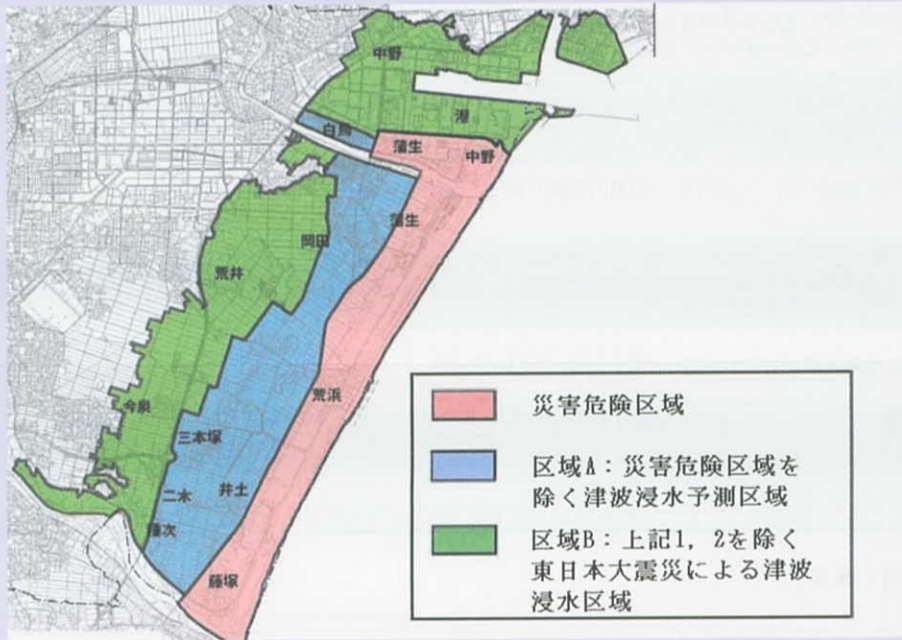 中野
港
白鳥
蒲生
中野
蒲生
岡田
荒井
荒浜
今泉
三本塚
二木
井土
種次
藤塚
災害危険区域
区域A：災害危険区域を
除く津波浸水予測区域
区域B：上記1，2を除く
東日本大震災による津波
浸水区域